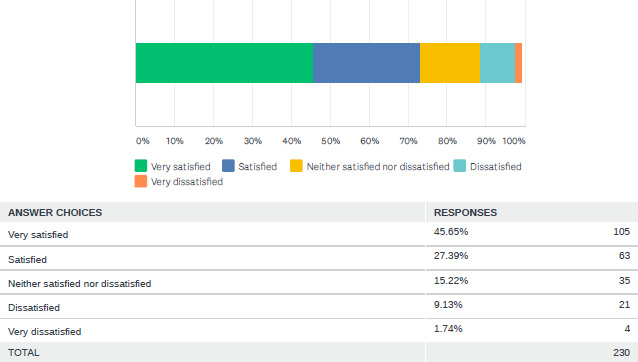 0% 10% 20% 30% 40% 50% 60% 70% 80% 90% 100%
Very satisfied Satisfied Neither satisfied nor dissatisfied Dissatisfied
Very dissatisfied
ANSWER CHOICES RESPONSES
Very satisfied 45.65% 105
Satisfied 27.39% 63
Neither satisfied nor dissatisfied 15.22% 35
Dissatisfied 9.13% 21
Very dissatisfied 1.74% 4
TOTAL 230